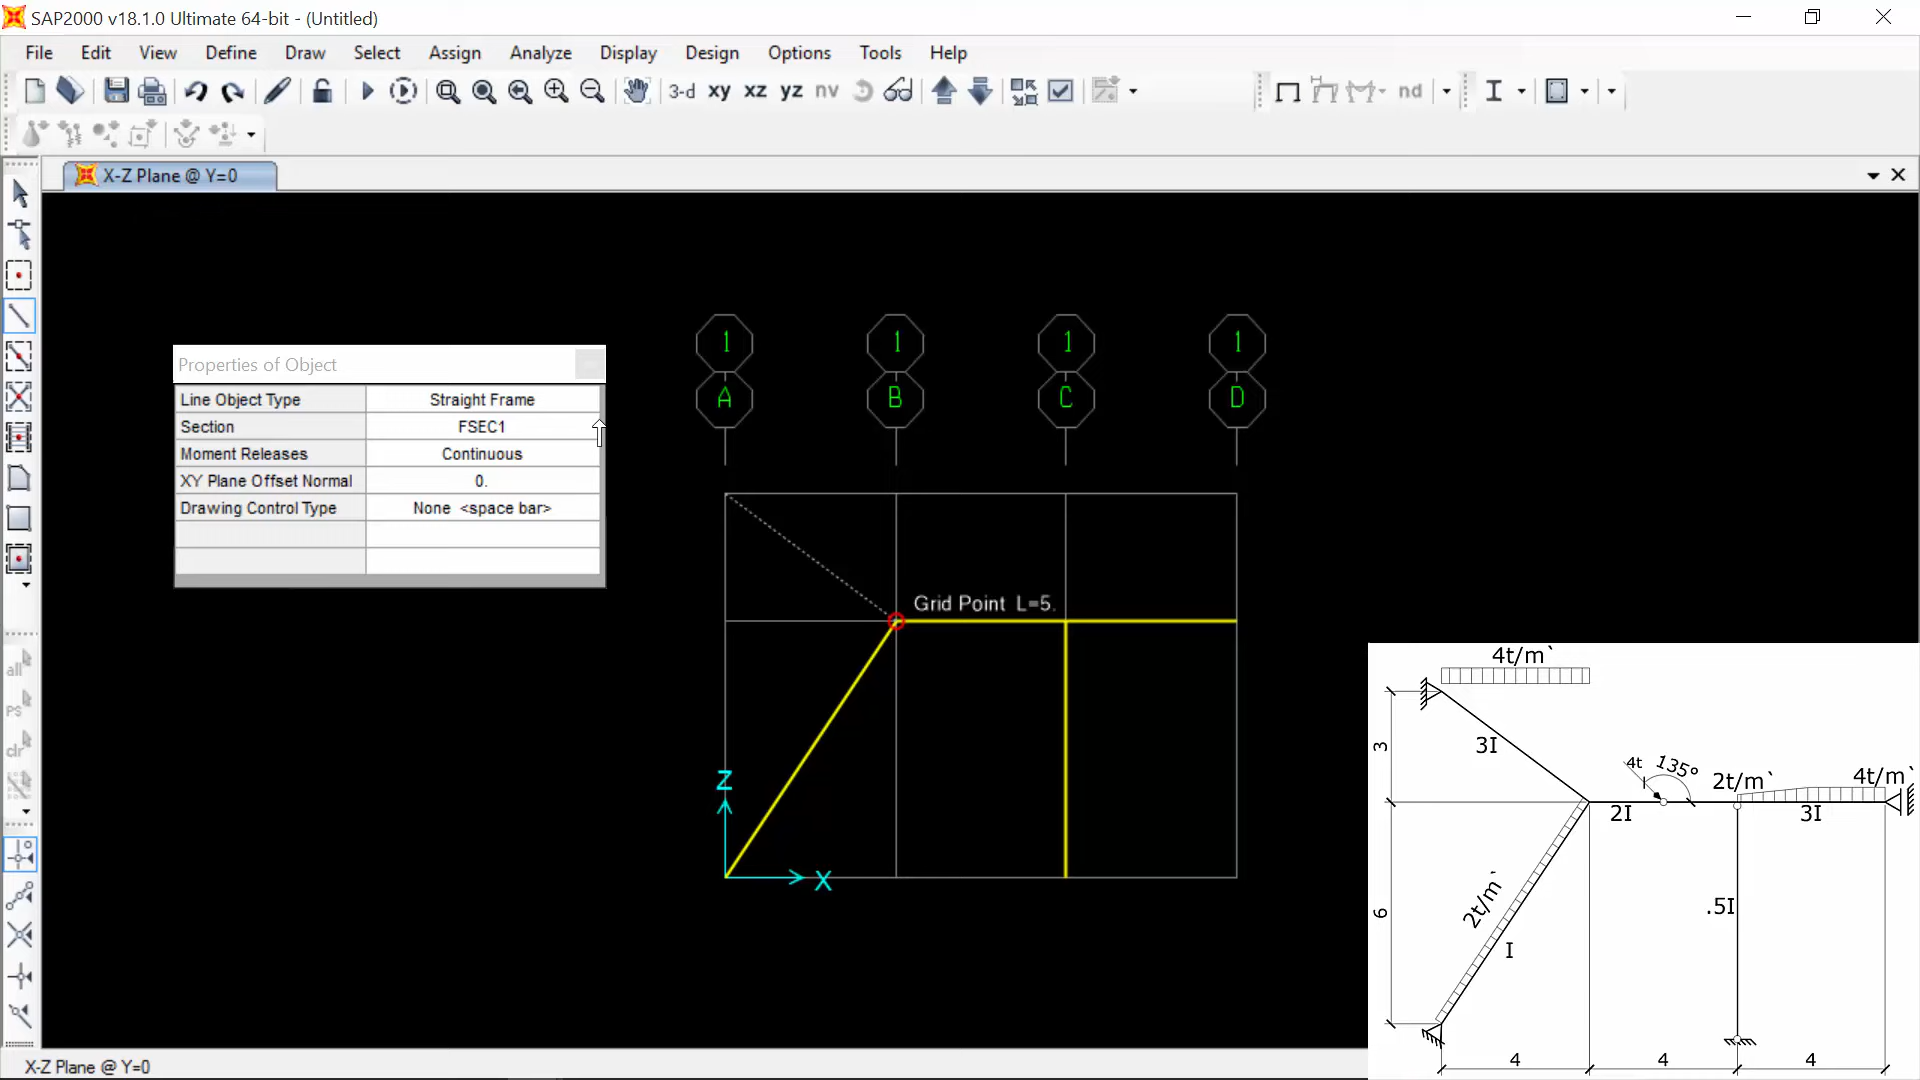 SAP2000 v18.1.0 Ultimate 64-bit - (Untitled)
File Edit View Define Draw Select Assign Analyze Display Design Options Tools Help
3-d xy xz yz nv nd
X-Z Plane @ Y=0
Properties of Object
Line Object Type Straight Frame
Section FSEC1
Moment Releases Continuous
XY Plane Offset Normal 0.
Drawing Control Type None <space bar>
1 1 1 1
A B C D
Grid Point L=5.
Z
X
all
PS
clr
4t/m`
3
3I
4t
135°
2t/m`
4t/m`
2I
3I
6
2t/m`
.5I
I
4 4 4
X-Z Plane @ Y=0